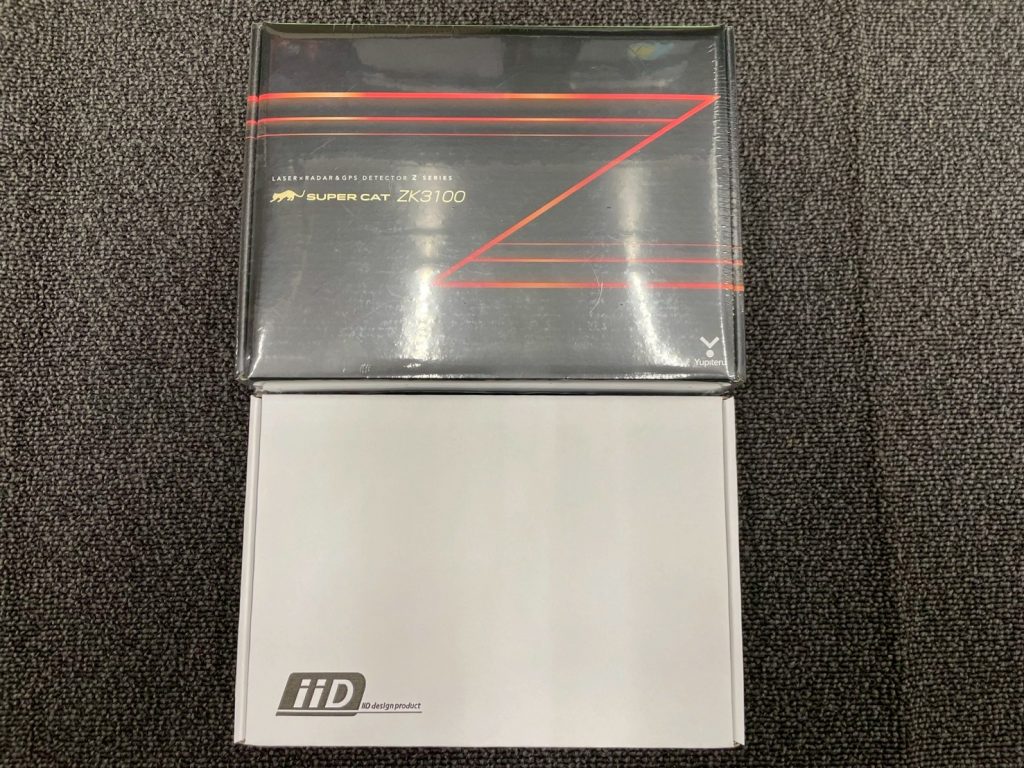 LASER×RADAR&GPS DETECTOR Z SERIES
SUPER CAT ZK3100
Yupiteru
iiD
IID design product